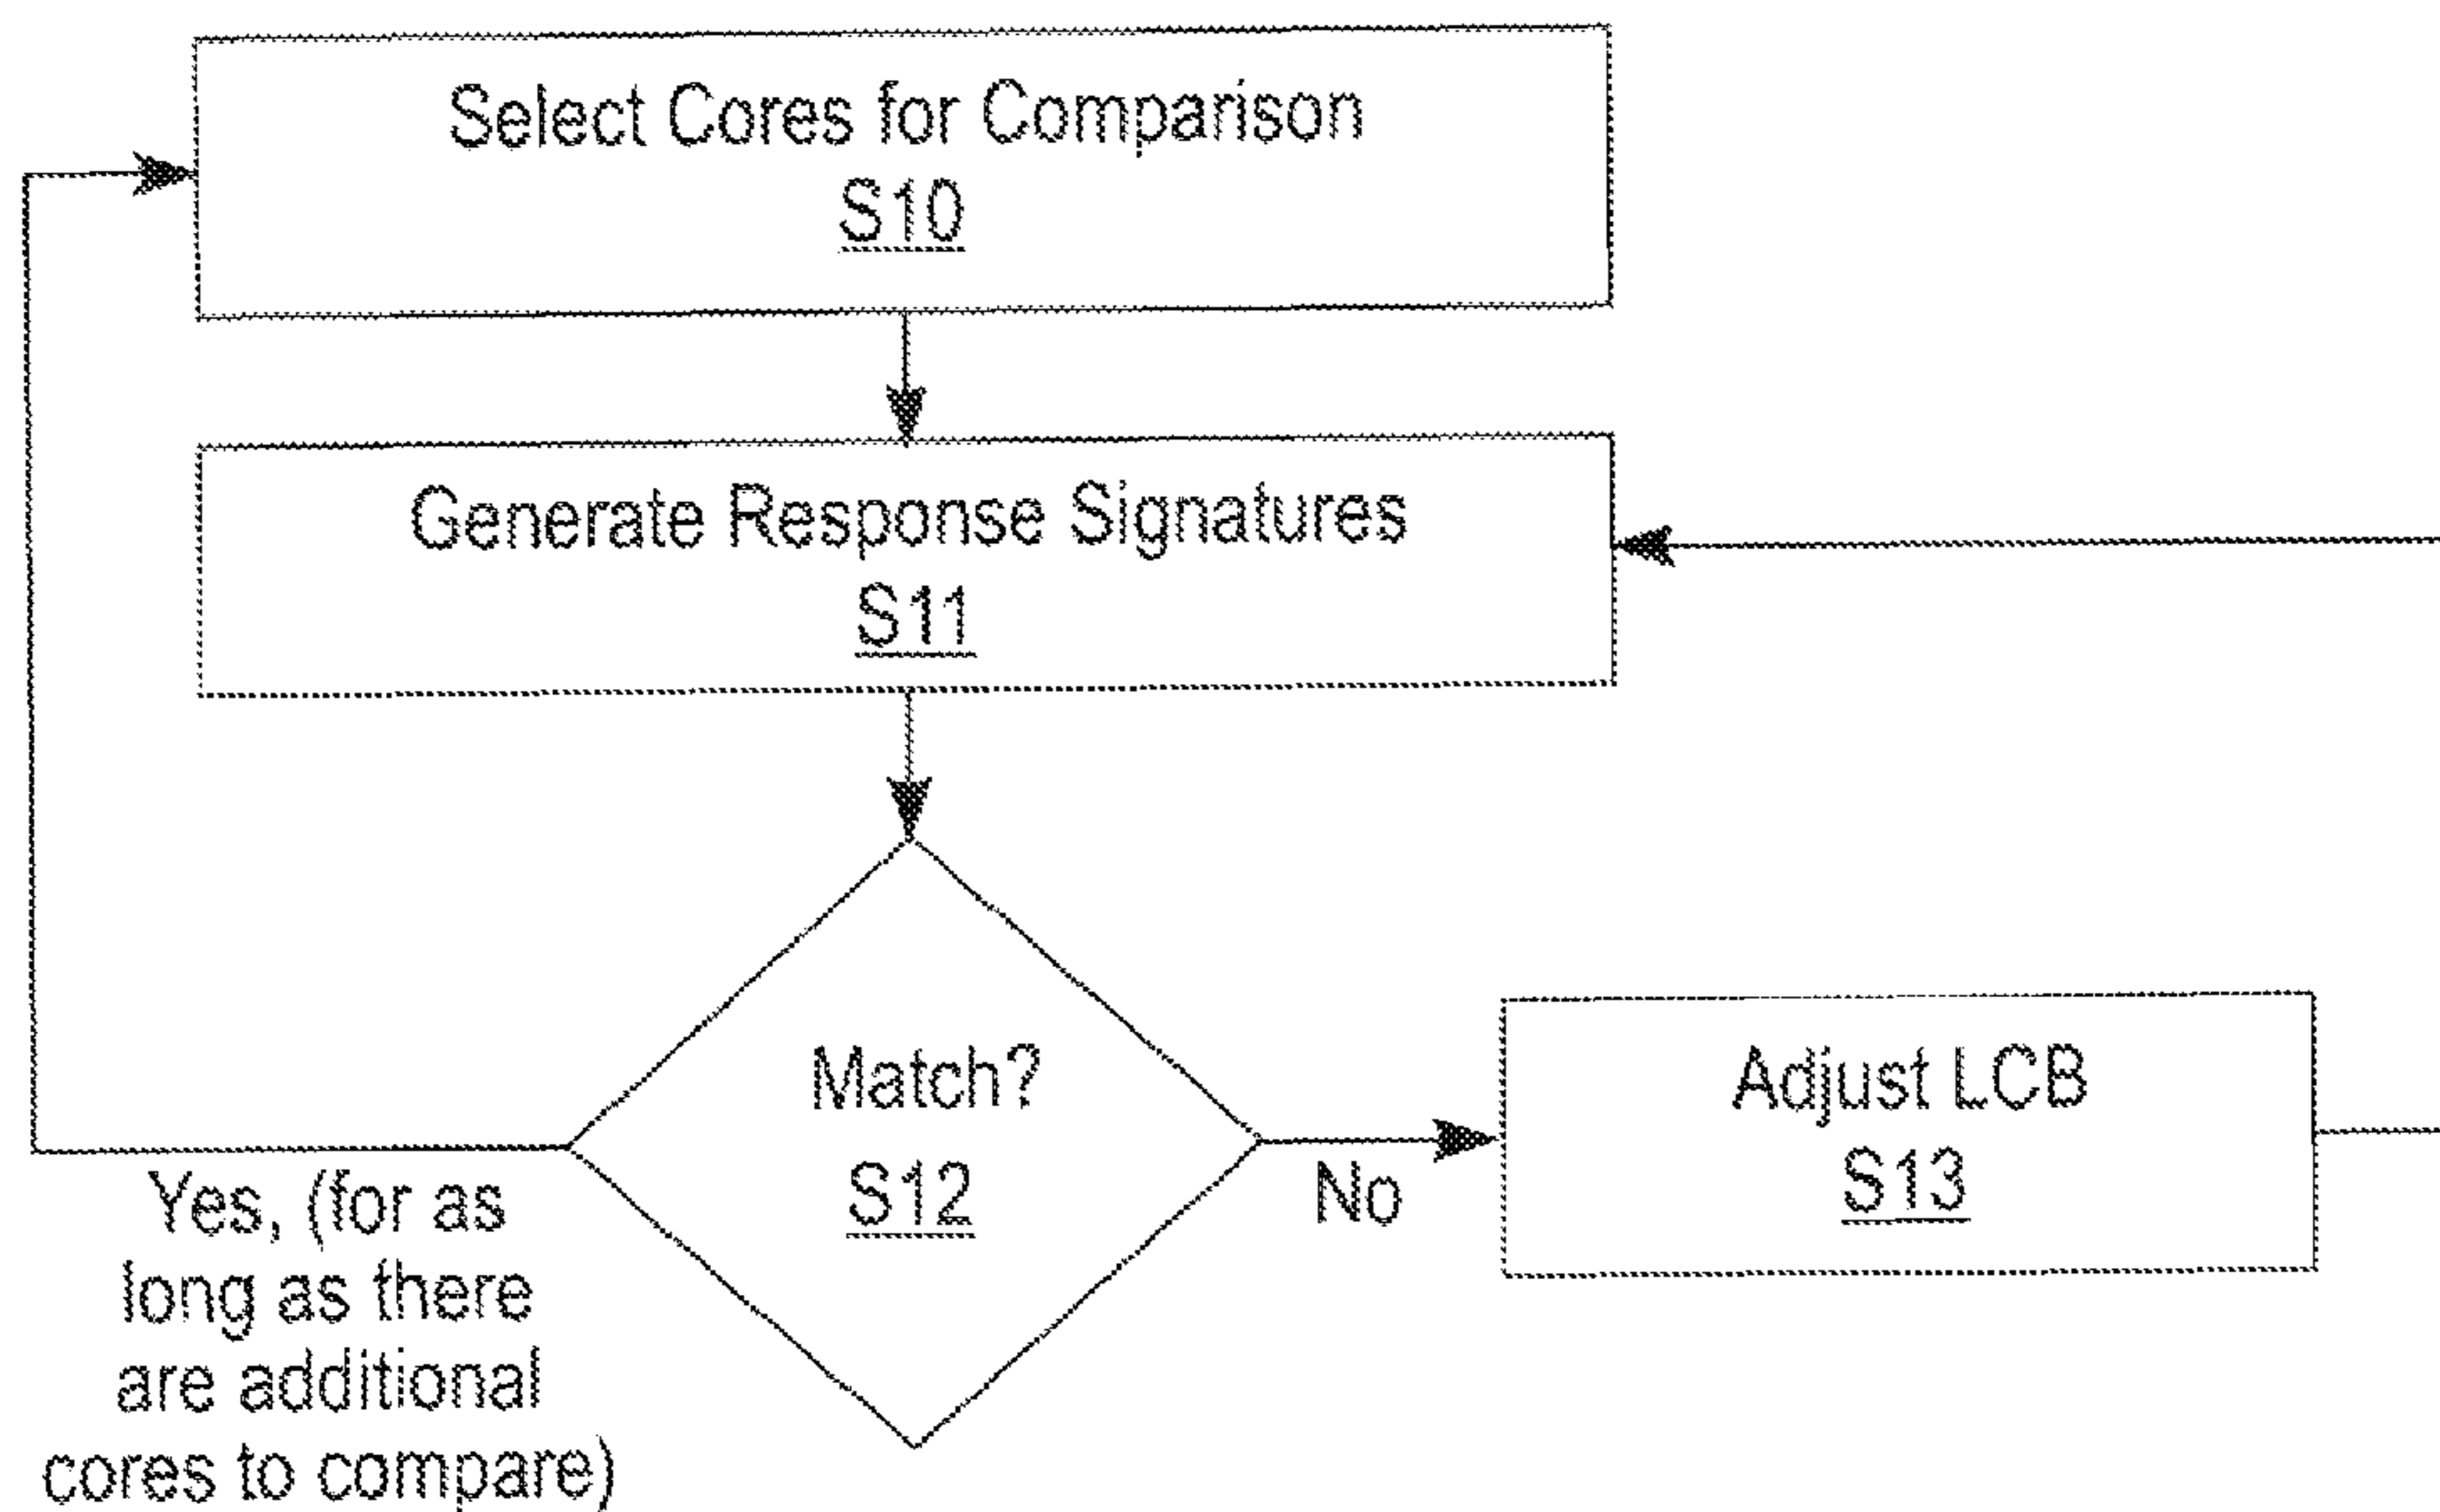 Select Cores for Comparison
S10
Generate Response Signatures
S11
Match?
S12
No
Adjust LCB
S13
Yes, (for as
long as there
are additional
cores to compare)